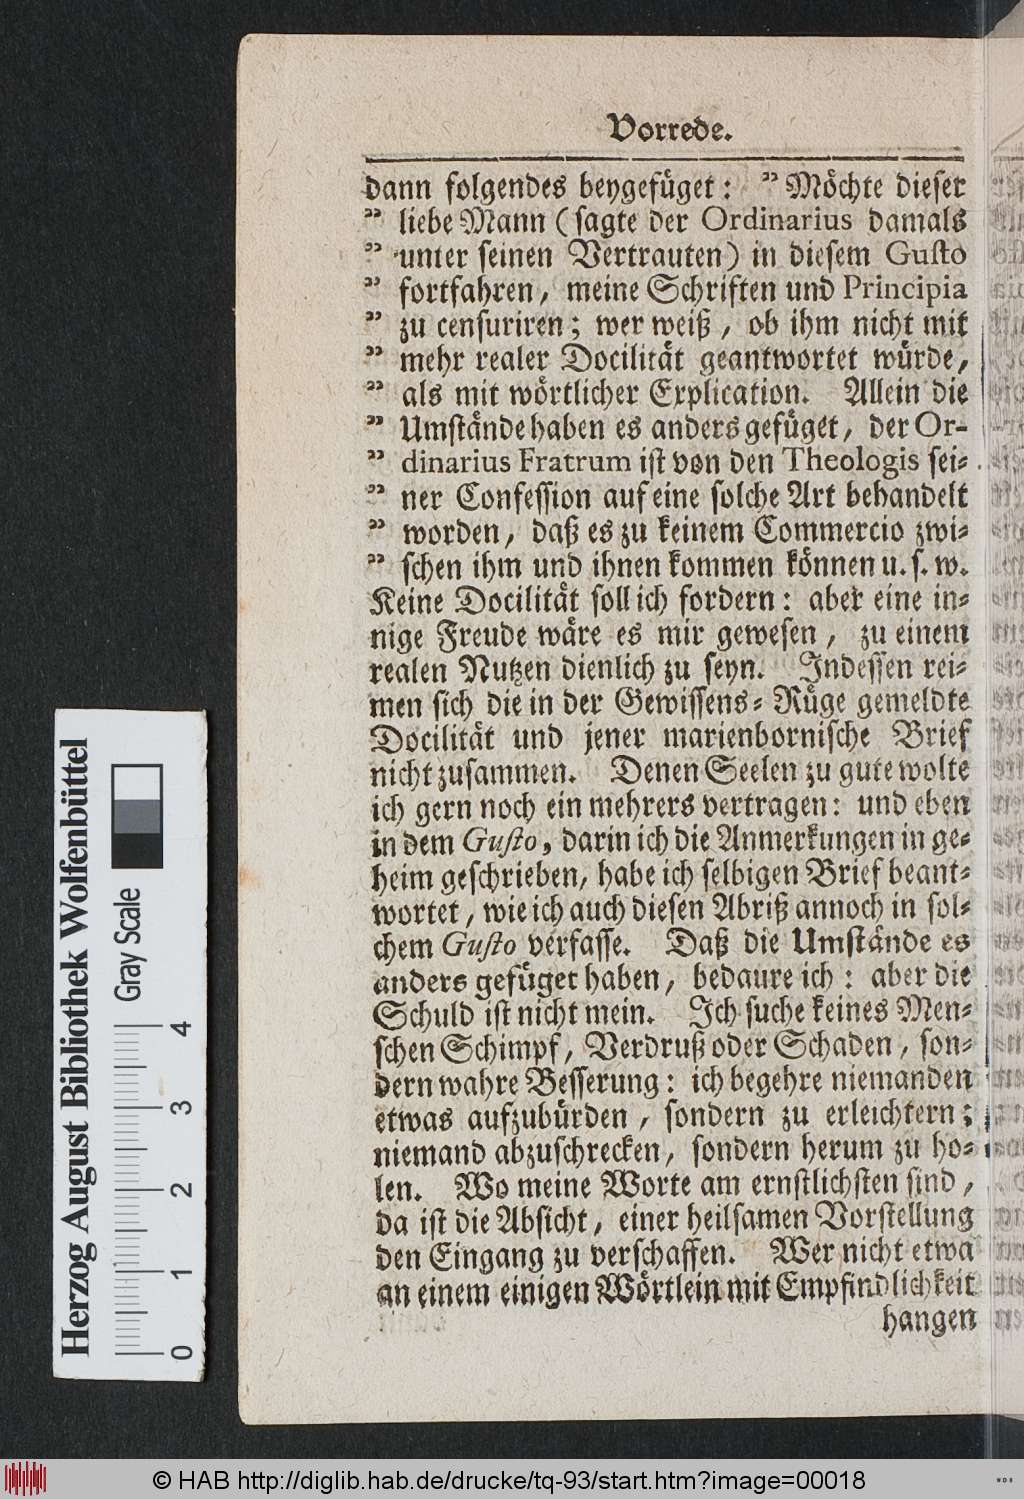 Vorrede.
dann folgendes beygefüget: „Möchte dieser
„ liebe Mann (sagte der Ordinarius damals
„ unter seinen Vertrauten) in diesem Gusto
„ fortfahren, meine Schriften und Principia
„ zu censuriren; wer weiß, ob ihm nicht mit
„ mehr realer Docilität geantwortet würde,
„ als mit wörtlicher Explication. Allein die
„ Umstände haben es anders gefüget, der Or-
„ dinarius Fratrum ist von den Theologis sei-
„ ner Confession auf eine solche Art behandelt
„ worden, daß es zu keinem Commercio zwi-
„ schen ihm und ihnen kommen können u. s. w.
Keine Docilität soll ich fordern: aber eine in-
nige Freude wäre es mir gewesen, zu einem
realen Nutzen dienlich zu seyn. Indessen rei-
men sich die in der Gewissens-Rüge gemeldte
Docilität und jener marienbornische Brief
nicht zusammen. Denen Seelen zu gute wolte
ich gern noch ein mehrers vertragen: und eben
in dem Gusto, darin ich die Anmerkungen in ge-
heim geschrieben, habe ich selbigen Brief beant-
wortet, wie ich auch diesen Abriß annoch in sol-
chem Gusto verfasse. Daß die Umstände es
anders gefüget haben, bedaure ich: aber die
Schuld ist nicht mein. Ich suche keines Men-
schen Schimpf, Verdruß oder Schaden, son-
dern wahre Besserung: ich begehre niemanden
etwas aufzubürden, sondern zu erleichtern;
niemand abzuschrecken, sondern herum zu ho-
len. Wo meine Worte am ernstlichsten sind,
da ist die Absicht, einer heilsamen Vorstellung
den Eingang zu verschaffen. Wer nicht etwa
an einem einigen Wörtlein mit Empfindlichkeit
hangen
Herzog August Bibliothek Wolfenbüttel
Gray Scale
0 1 2 3 4
© HAB http://diglib.hab.de/drucke/tq-93/start.htm?image=00018